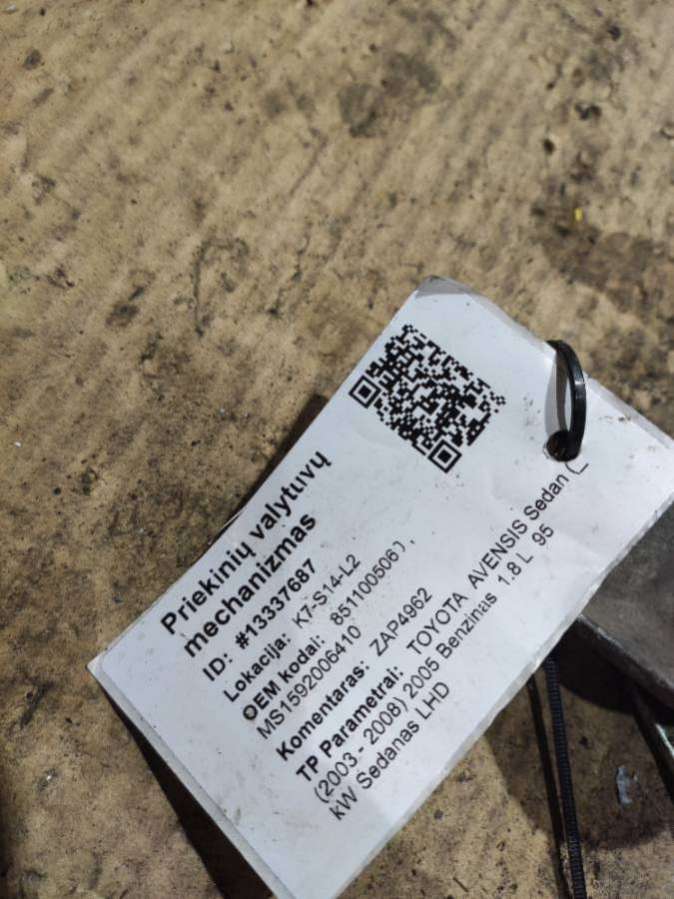 Priekinių valytuvų
mechanizmas
ID: #13337687
Lokacija: K7-S14-L2
OEM kodai: 851100506),
MS1592006410
Komentaras: ZAP4962
TP Parametrai: TOYOTA AVENSIS Sedan (_
(2003 - 2008) 2005 Benzinas 1.8 L 95
kW Sedanas LHD